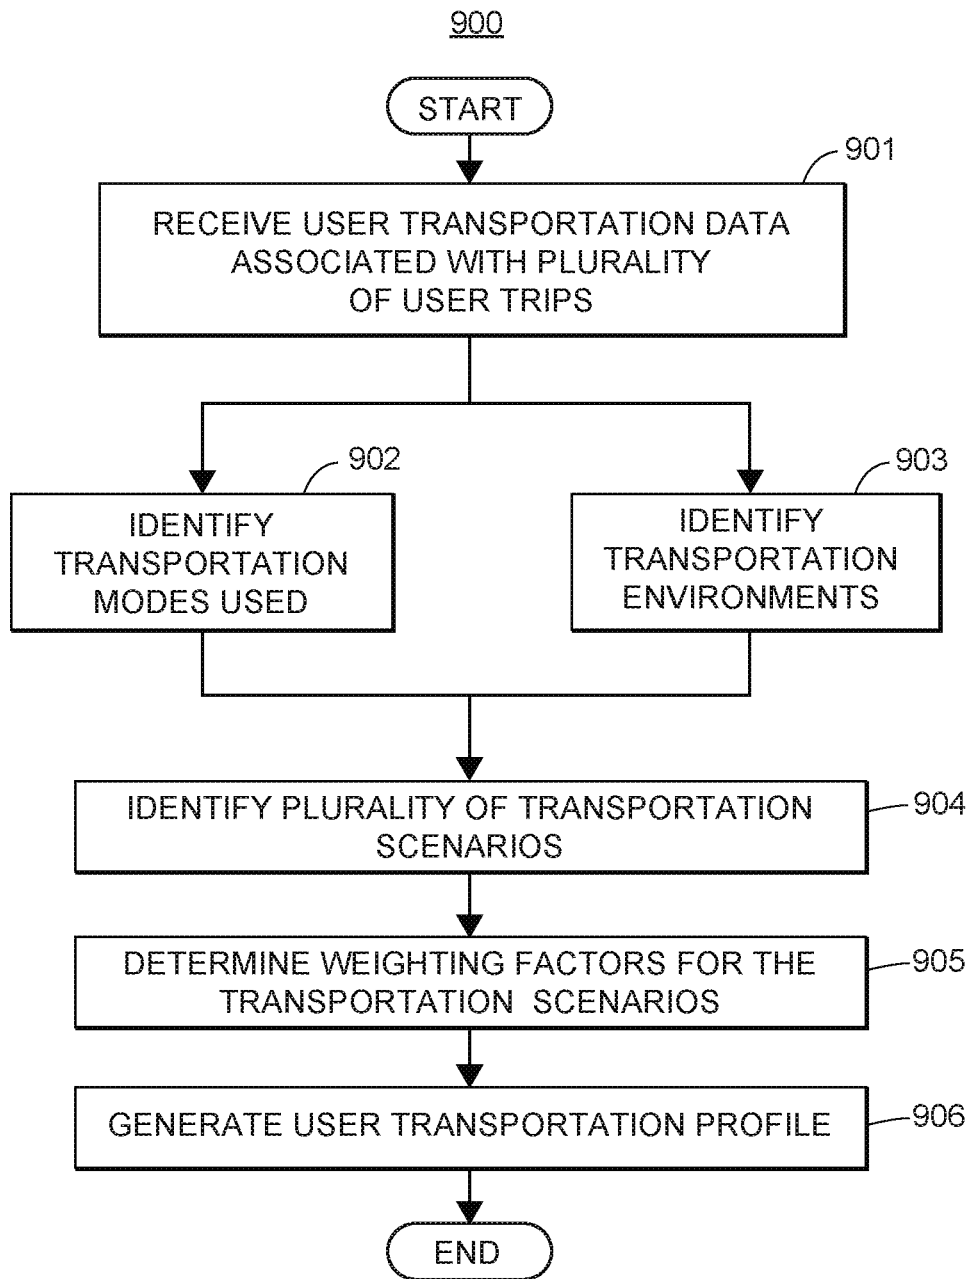 900
START
901
RECEIVE USER TRANSPORTATION DATA
ASSOCIATED WITH PLURALITY
OF USER TRIPS
902
IDENTIFY
TRANSPORTATION
MODES USED
903
IDENTIFY
TRANSPORTATION
ENVIRONMENTS
IDENTIFY PLURALITY OF TRANSPORTATION
SCENARIOS
904
DETERMINE WEIGHTING FACTORS FOR THE
TRANSPORTATION SCENARIOS
905
GENERATE USER TRANSPORTATION PROFILE
906
END